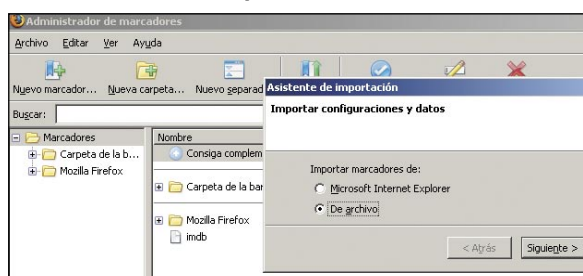 Administrador de marcadores
Archivo Editar Ver Ayuda
Nuevo marcador... Nueva carpeta... Nuevo separad
Buscar:
Marcadores
Carpeta de la b...
Mozilla Firefox
Nombre
Consiga complem
Carpeta de la bar
Mozilla Firefox
imdb
Asistente de importación
Importar configuraciones y datos
Importar marcadores de:
Microsoft Internet Explorer
De archivo
< Atrás Siguiente >